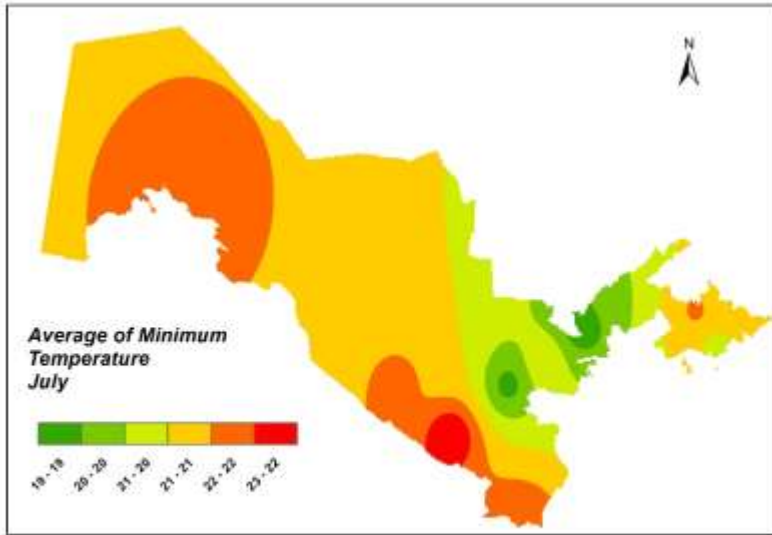 N
Average of Minimum
Temperature
July
19 - 19
20 - 20
21 - 20
21 - 21
22 - 22
23 - 22